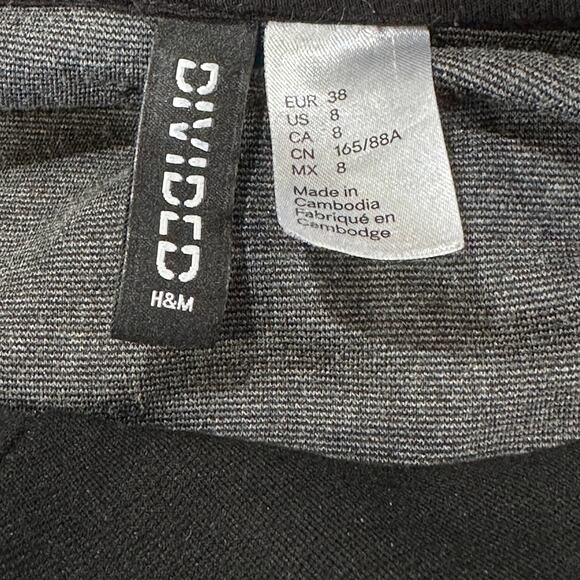 DIVIDED
H&M
EUR 38
US 8
CA 8
CN 165/88A
MX 8
Made in
Cambodia
Fabriqué en
Cambodge